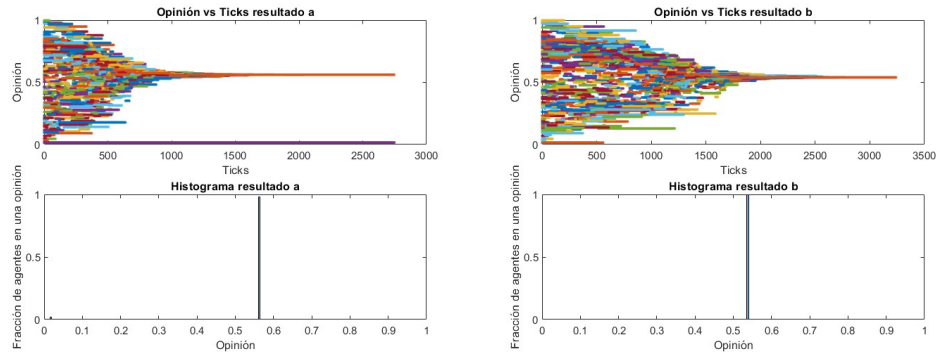 Opinión vs Ticks resultado a
Opinión
1
0.5
0
0 500 1000 1500 2000 2500 3000
Ticks
Opinión vs Ticks resultado b
Opinión
1
0.5
0
0 500 1000 1500 2000 2500 3000 3500
Ticks
Histograma resultado a
Fracción de agentes en una opinión
1
0.5
0
0 0.1 0.2 0.3 0.4 0.5 0.6 0.7 0.8 0.9 1
Opinión
Histograma resultado b
Fracción de agentes en una opinión
1
0.5
0
0 0.1 0.2 0.3 0.4 0.5 0.6 0.7 0.8 0.9 1
Opinión